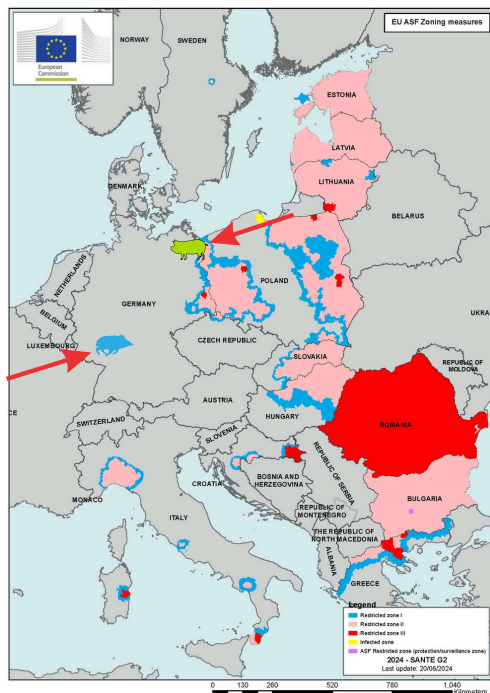 European
Commission
EU ASF Zoning measures
NORWAY
SWEDEN
ESTONIA
LATVIA
LITHUANIA
DENMARK
BELARUS
NETHERLANDS
POLAND
GERMANY
BELGIUM
UKRA
LUXEMBOURG
CZECH REPUBLIC
SLOVAKIA
REPUBLIC OF
MOLDOVA
CE
AUSTRIA
HUNGARY
SWITZERLAND
SLOVENIA
ROMANIA
CROATIA
BOSNIA AND
HERZEGOVINA
REPUBLIC OF SERBIA
MONACO
ITALY
REPUBLIC OF
MONTENEGRO
BULGARIA
THE REPUBLIC OF
NORTH MACEDONIA
ALBANIA
GREECE
Legend
Restricted zone I
Restricted zone II
Restricted zone III
Infected zone
ASF Restricted zone (protection/surveillance zone)
2024 - SANTE G2
Last update: 20/06/2024
0 130 260 520 780 1,040
Kilometers